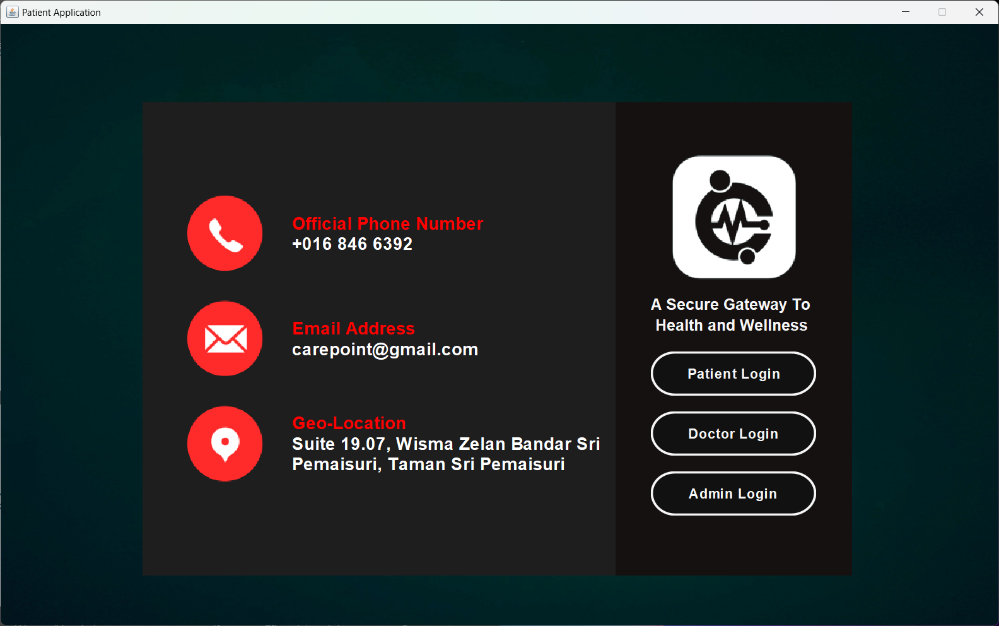 Patient Application
Official Phone Number
+016 846 6392
Email Address
carepoint@gmail.com
Geo-Location
Suite 19.07, Wisma Zelan Bandar Sri
Pemaisuri, Taman Sri Pemaisuri
A Secure Gateway To
Health and Wellness
Patient Login
Doctor Login
Admin Login